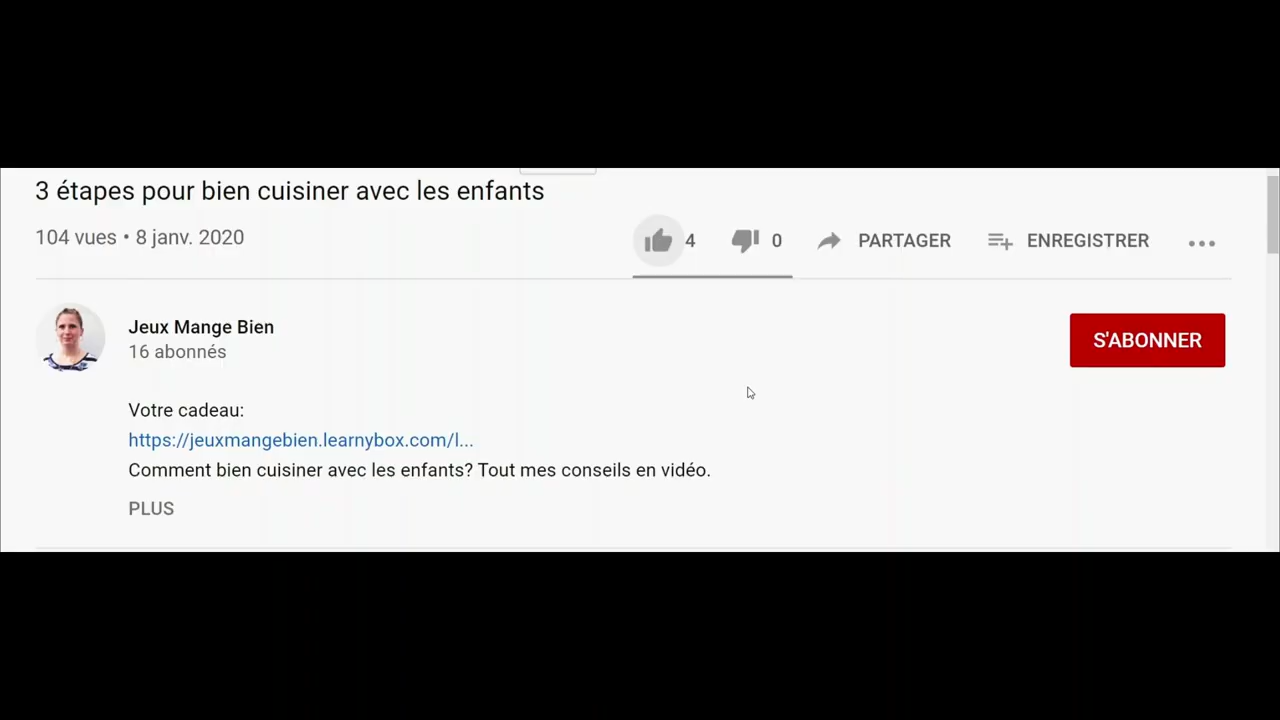 3 étapes pour bien cuisiner avec les enfants
104 vues • 8 janv. 2020
4
0
PARTAGER
ENREGISTRER
Jeux Mange Bien
16 abonnés
S'ABONNER
Votre cadeau:
https://jeuxmangebien.learnybox.com/l...
Comment bien cuisiner avec les enfants? Tout mes conseils en vidéo.
PLUS